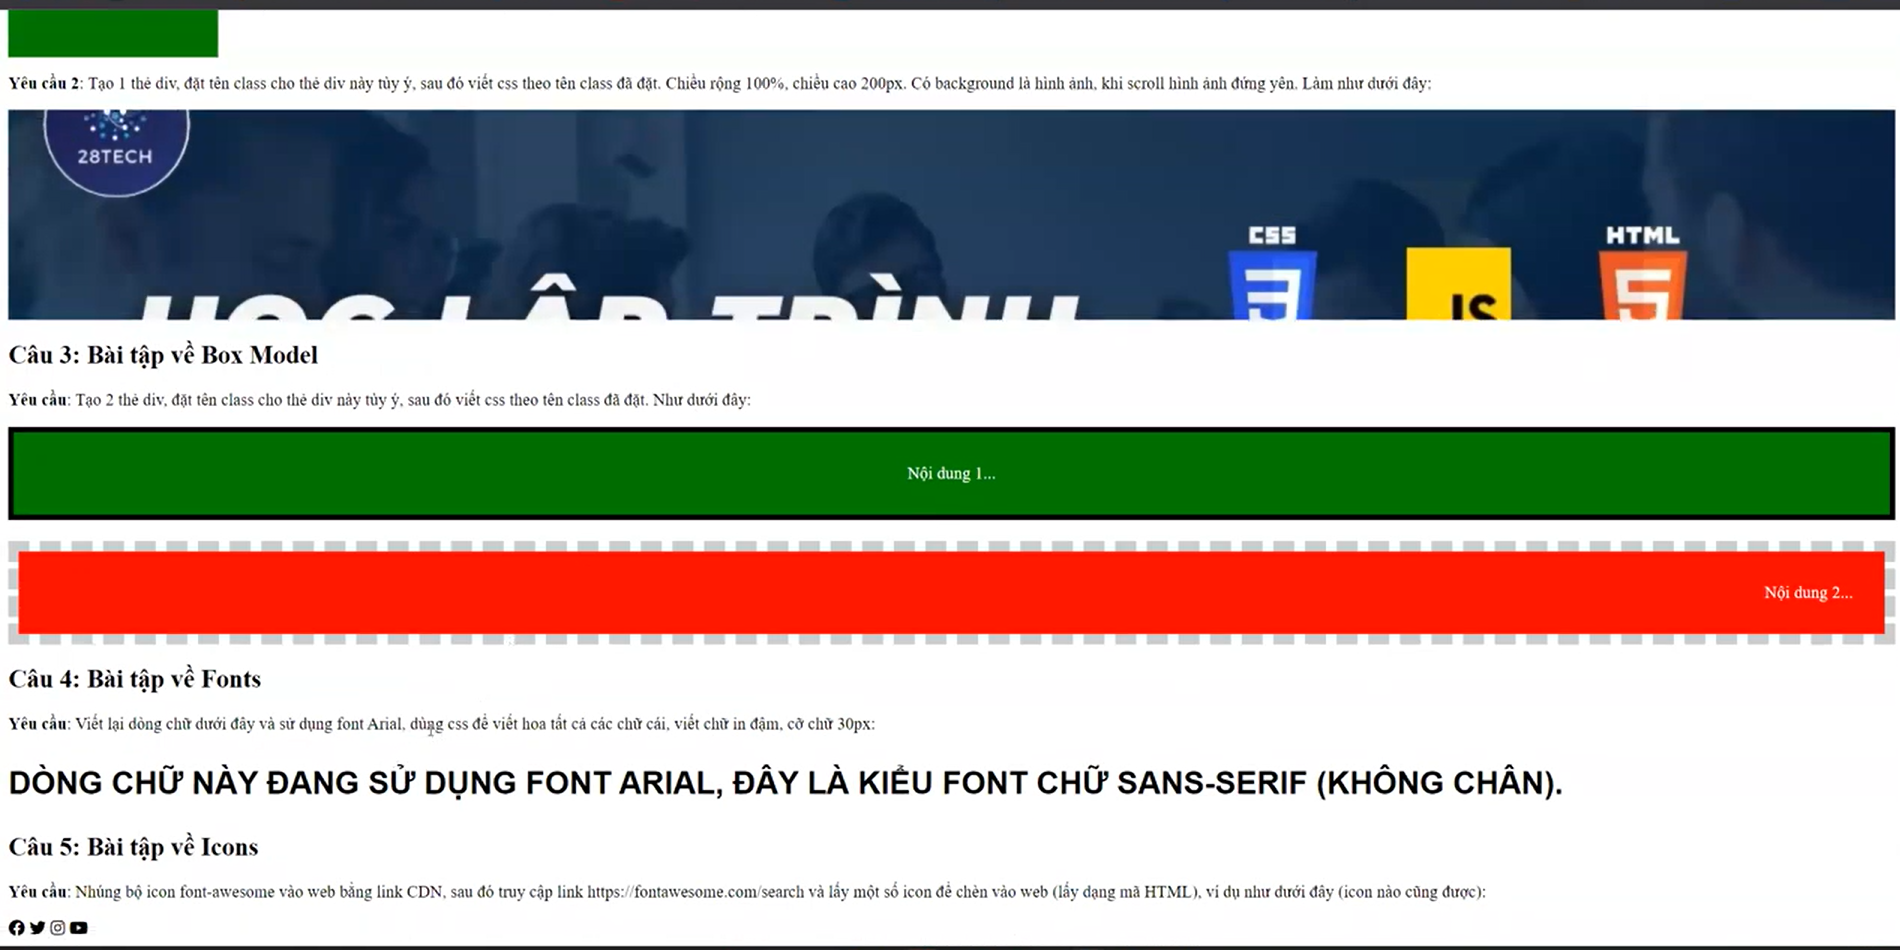 Yêu cầu 2: Tạo 1 thẻ div, đặt tên class cho thẻ div này tùy ý, sau đó viết css theo tên class đã đặt. Chiều rộng 100%, chiều cao 200px. Có background là hình ảnh, khi scroll hình ảnh đứng yên. Làm như dưới đây:
28TECH
CSS
HTML
HỌC LẬP TRÌNH
JS
Câu 3: Bài tập về Box Model
Yêu cầu: Tạo 2 thẻ div, đặt tên class cho thẻ div này tùy ý, sau đó viết css theo tên class đã đặt. Như dưới đây:
Nội dung 1...
Nội dung 2...
Câu 4: Bài tập về Fonts
Yêu cầu: Viết lại dòng chữ dưới đây và sử dụng font Arial, dùng css để viết hoa tất cả các chữ cái, viết chữ in đậm, cỡ chữ 30px:
DÒNG CHỮ NÀY ĐANG SỬ DỤNG FONT ARIAL, ĐÂY LÀ KIỂU FONT CHỮ SANS-SERIF (KHÔNG CHÂN).
Câu 5: Bài tập về Icons
Yêu cầu: Nhúng bộ icon font-awesome vào web bằng link CDN, sau đó truy cập link https://fontawesome.com/search và lấy một số icon để chèn vào web (lấy dạng mã HTML), ví dụ như dưới đây (icon nào cũng được):